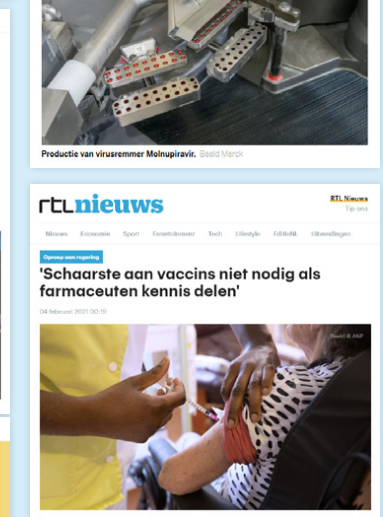 Productie van virusremmer Molnupiravir. Beeld Merck
rtlnieuws
RTL Nieuws
Tip ons
Nieuws Economie Sport Entertainment Tech Lifestyle EditieNL Uitzendingen
Oproep aan regering
'Schaarste aan vaccins niet nodig als
farmaceuten kennis delen'
04 februari 2021 00:19
Beeld © ANP